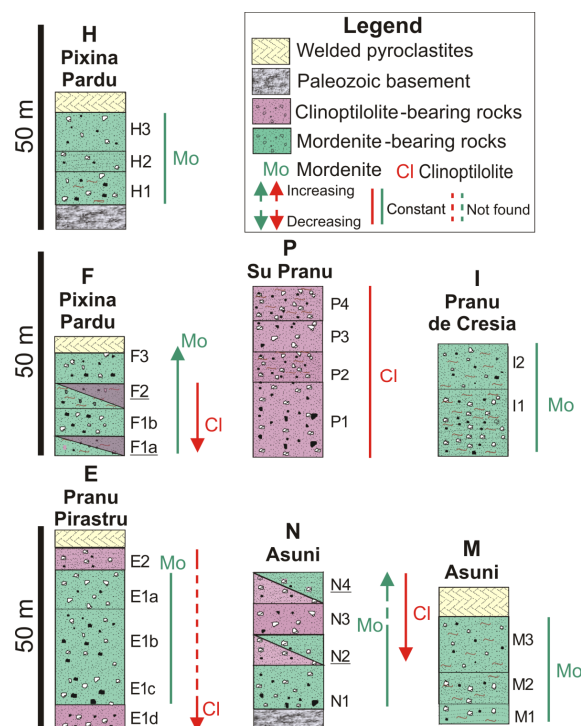 H
Pixina
Pardu
50 m
H3
H2
H1
Mo
Legend
Welded pyroclastites
Paleozoic basement
Clinoptilolite-bearing rocks
Mordenite-bearing rocks
Mo Mordenite Cl Clinoptilolite
Increasing
Decreasing
Constant
Not found
F
Pixina
Pardu
50 m
F3
F2
F1b
F1a
Mo
Cl
P
Su Pranu
P4
P3
P2
P1
Cl
I
Pranu
de Cresia
I2
I1
Mo
E
Pranu
Pirastru
50 m
E2
E1a
E1b
E1c
E1d
Mo
Cl
N
Asuni
N4
N3
N2
N1
Mo
Cl
M
Asuni
M3
M2
M1
Mo